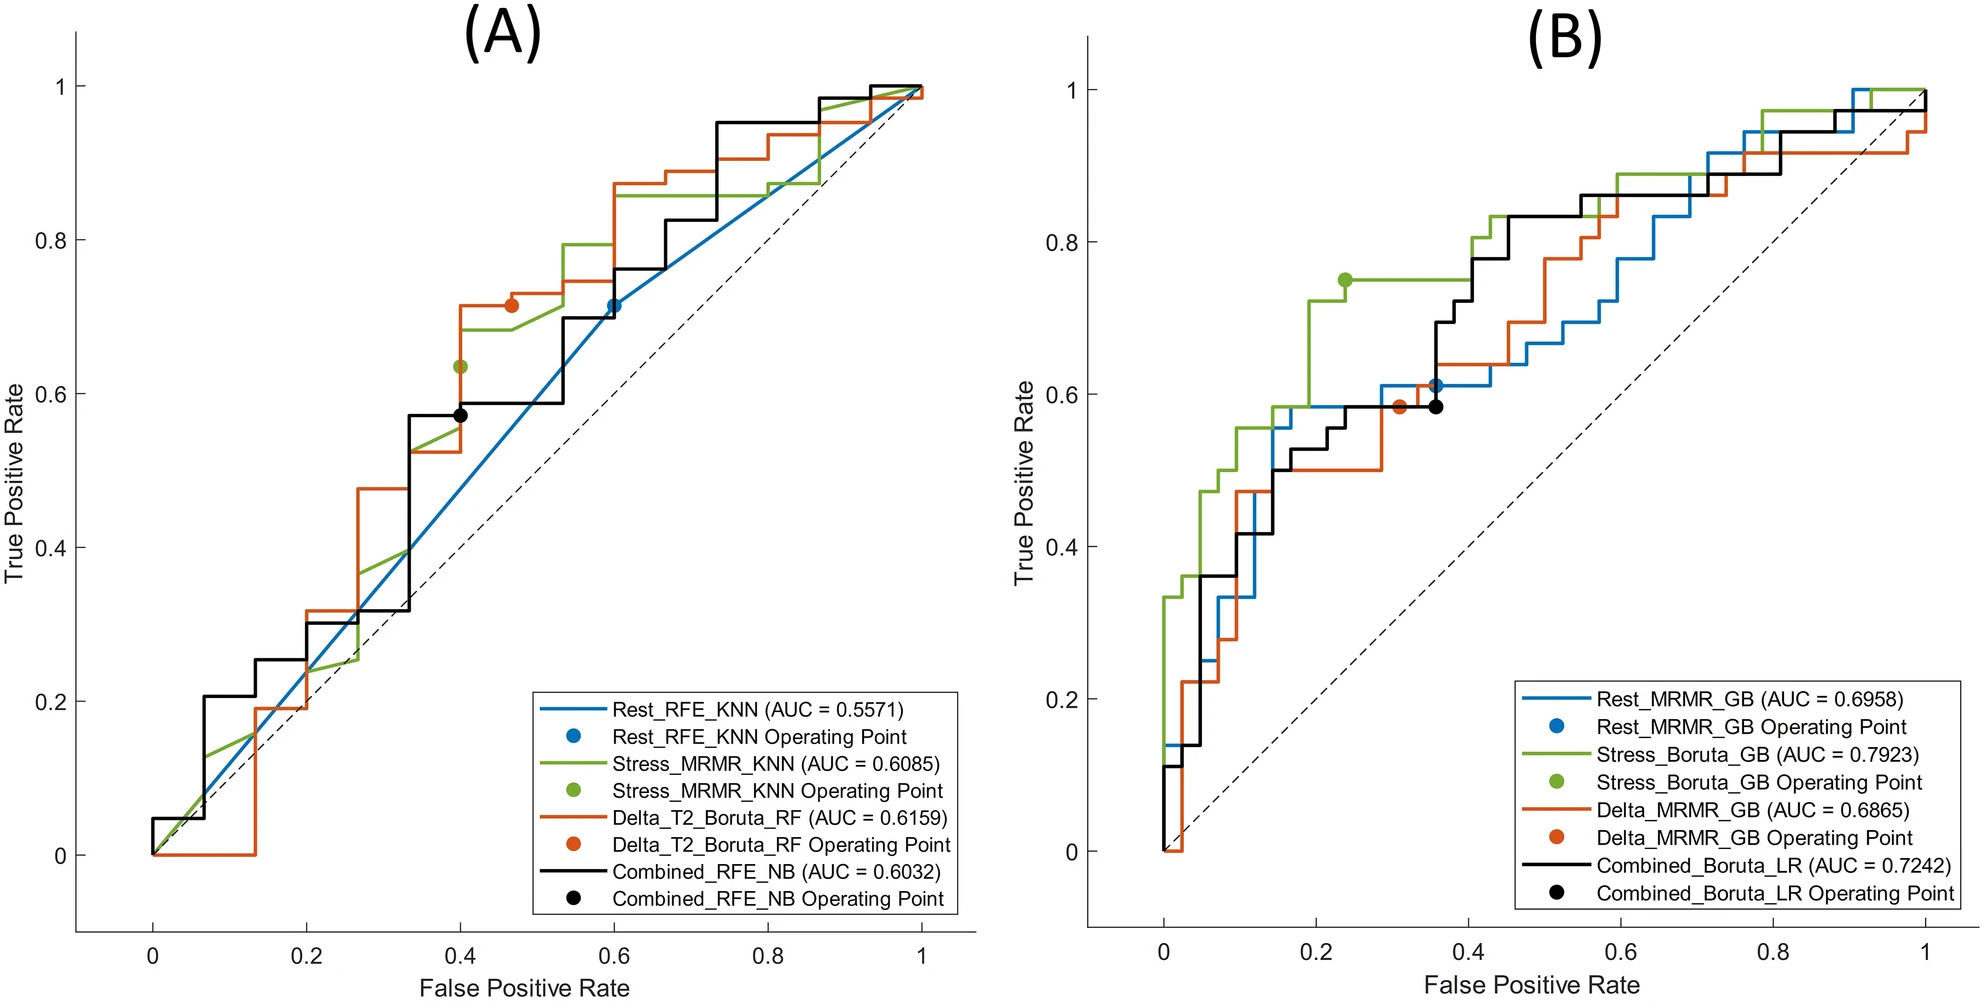 (A)
True Positive Rate
1
0.8
0.6
0.4
0.2
0
0 0.2 0.4 0.6 0.8 1
False Positive Rate
Rest_RFE_KNN (AUC = 0.5571)
Rest_RFE_KNN Operating Point
Stress_MRMR_KNN (AUC = 0.6085)
Stress_MRMR_KNN Operating Point
Delta_T2_Boruta_RF (AUC = 0.6159)
Delta_T2_Boruta_RF Operating Point
Combined_RFE_NB (AUC = 0.6032)
Combined_RFE_NB Operating Point
(B)
True Positive Rate
1
0.8
0.6
0.4
0.2
0
0 0.2 0.4 0.6 0.8 1
False Positive Rate
Rest_MRMR_GB (AUC = 0.6958)
Rest_MRMR_GB Operating Point
Stress_Boruta_GB (AUC = 0.7923)
Stress_Boruta_GB Operating Point
Delta_MRMR_GB (AUC = 0.6865)
Delta_MRMR_GB Operating Point
Combined_Boruta_LR (AUC = 0.7242)
Combined_Boruta_LR Operating Point